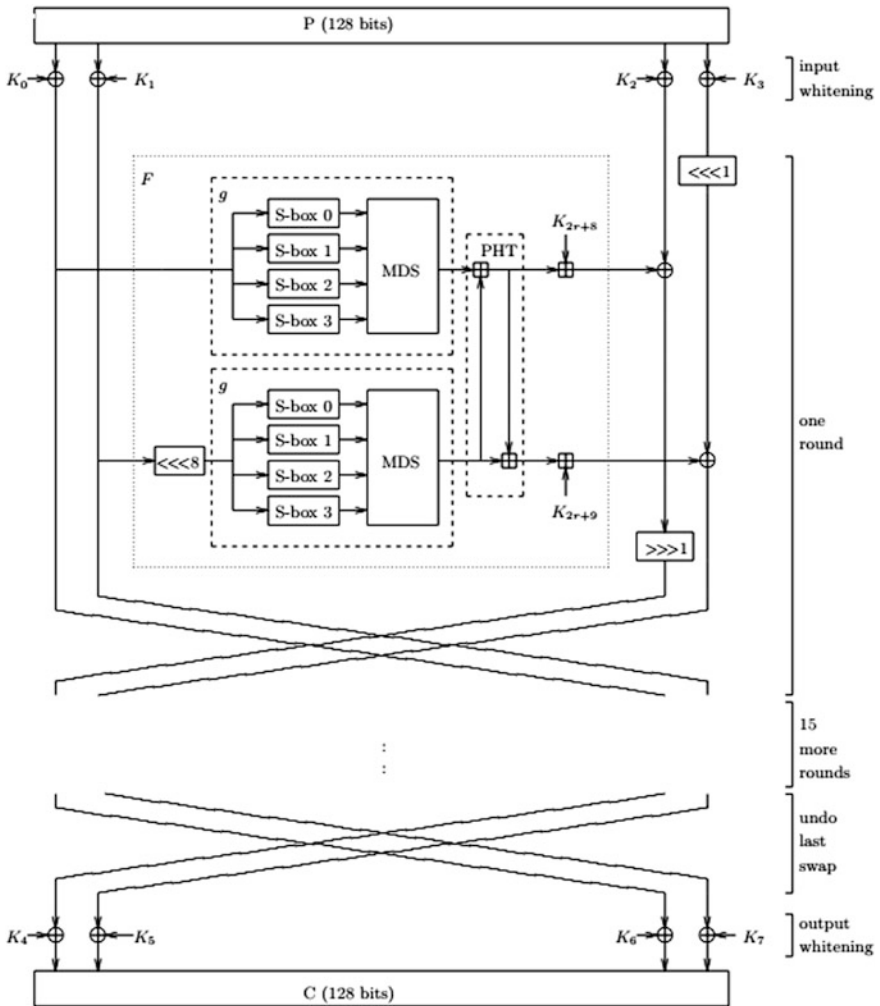 P (128 bits)
K₀
K₁
K₂
K₃
input
whitening
F
<<<1
g
S-box 0
S-box 1
S-box 2
S-box 3
MDS
PHT
K₂ᵣ₊₈
g
S-box 0
S-box 1
S-box 2
S-box 3
MDS
<<<8
K₂ᵣ₊₉
>>>1
one
round
15
more
rounds
undo
last
swap
K₄
K₅
K₆
K₇
output
whitening
C (128 bits)